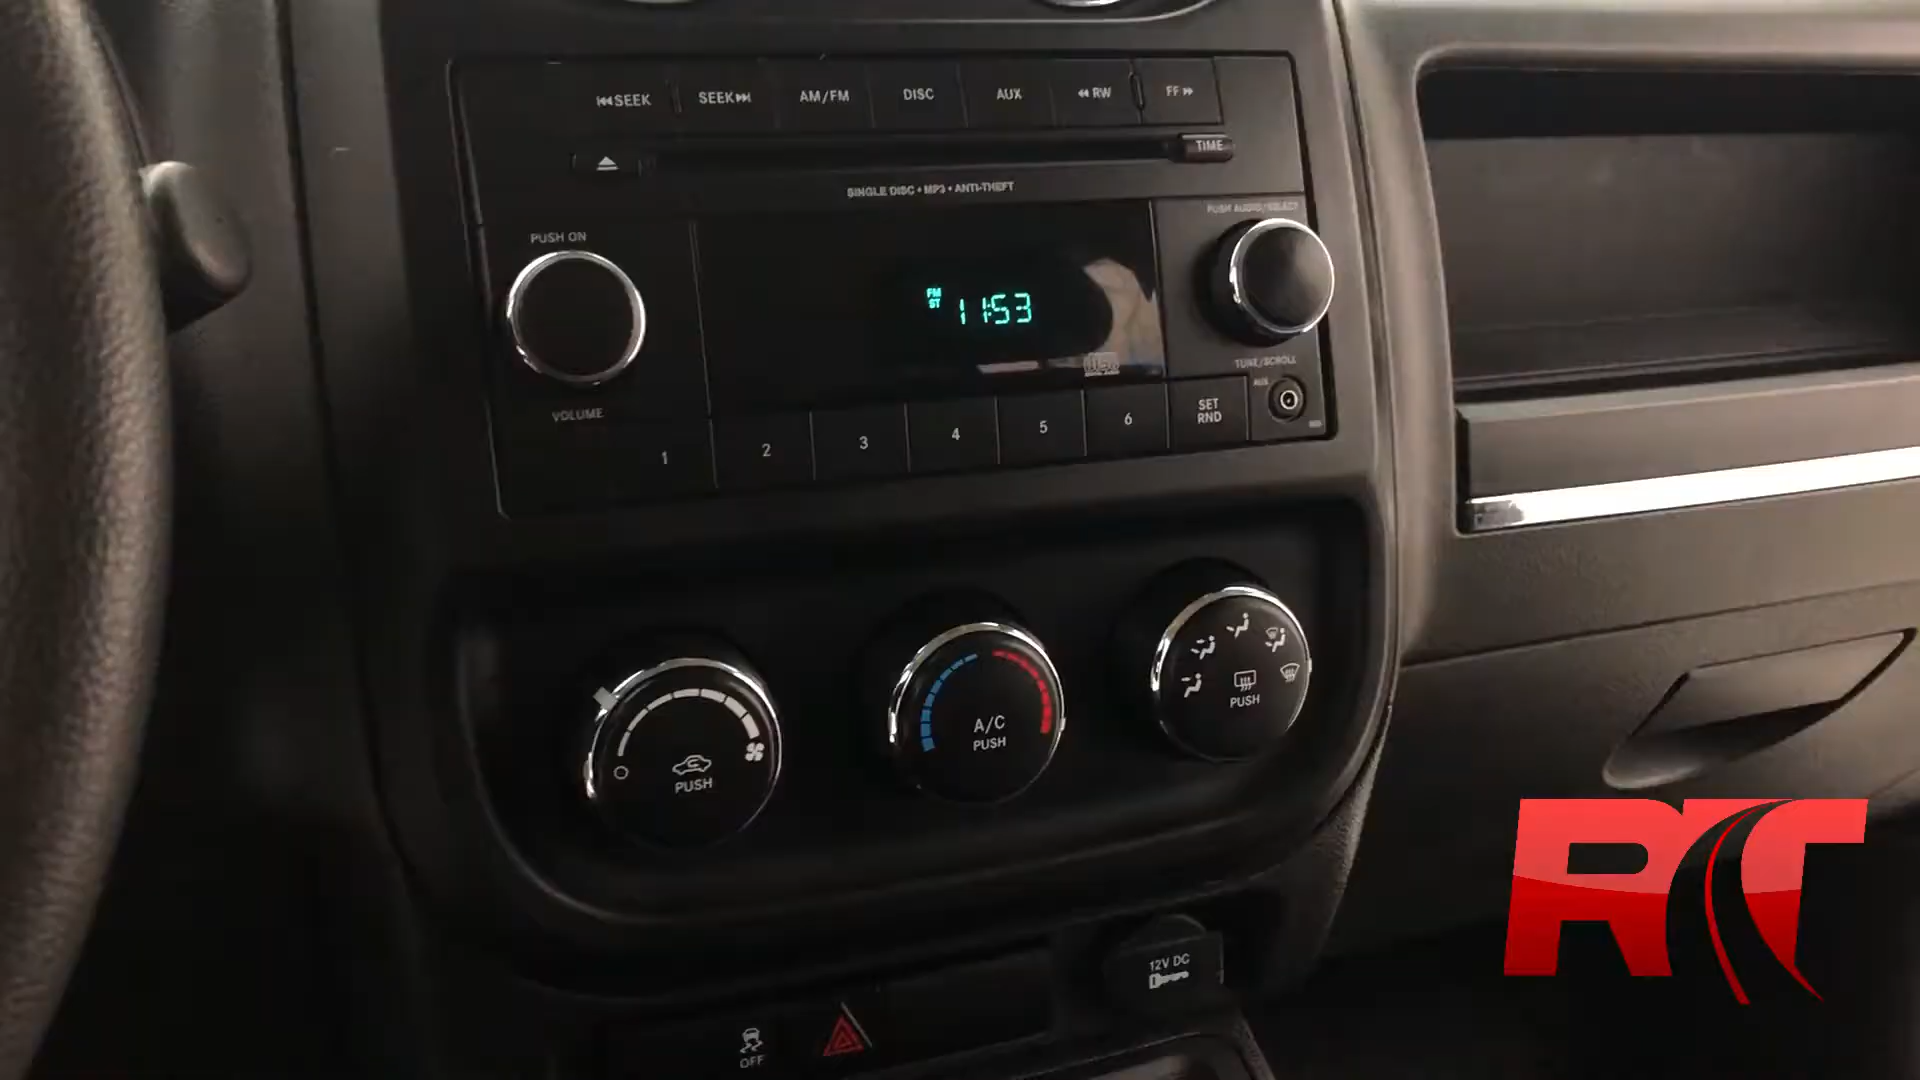 SEEK
SEEK
AM/FM
DISC
AUX
RW
FF
TIME
SINGLE DISC • MP3 • ANTI-THEFT
PUSH AUDIO/SELECT
PUSH ON
FM
ST
11:53
VOLUME
TUNE/SCROLL
AUX
1
2
3
4
5
6
SET
RND
PUSH
A/C
PUSH
PUSH
12V DC
OFF
RT